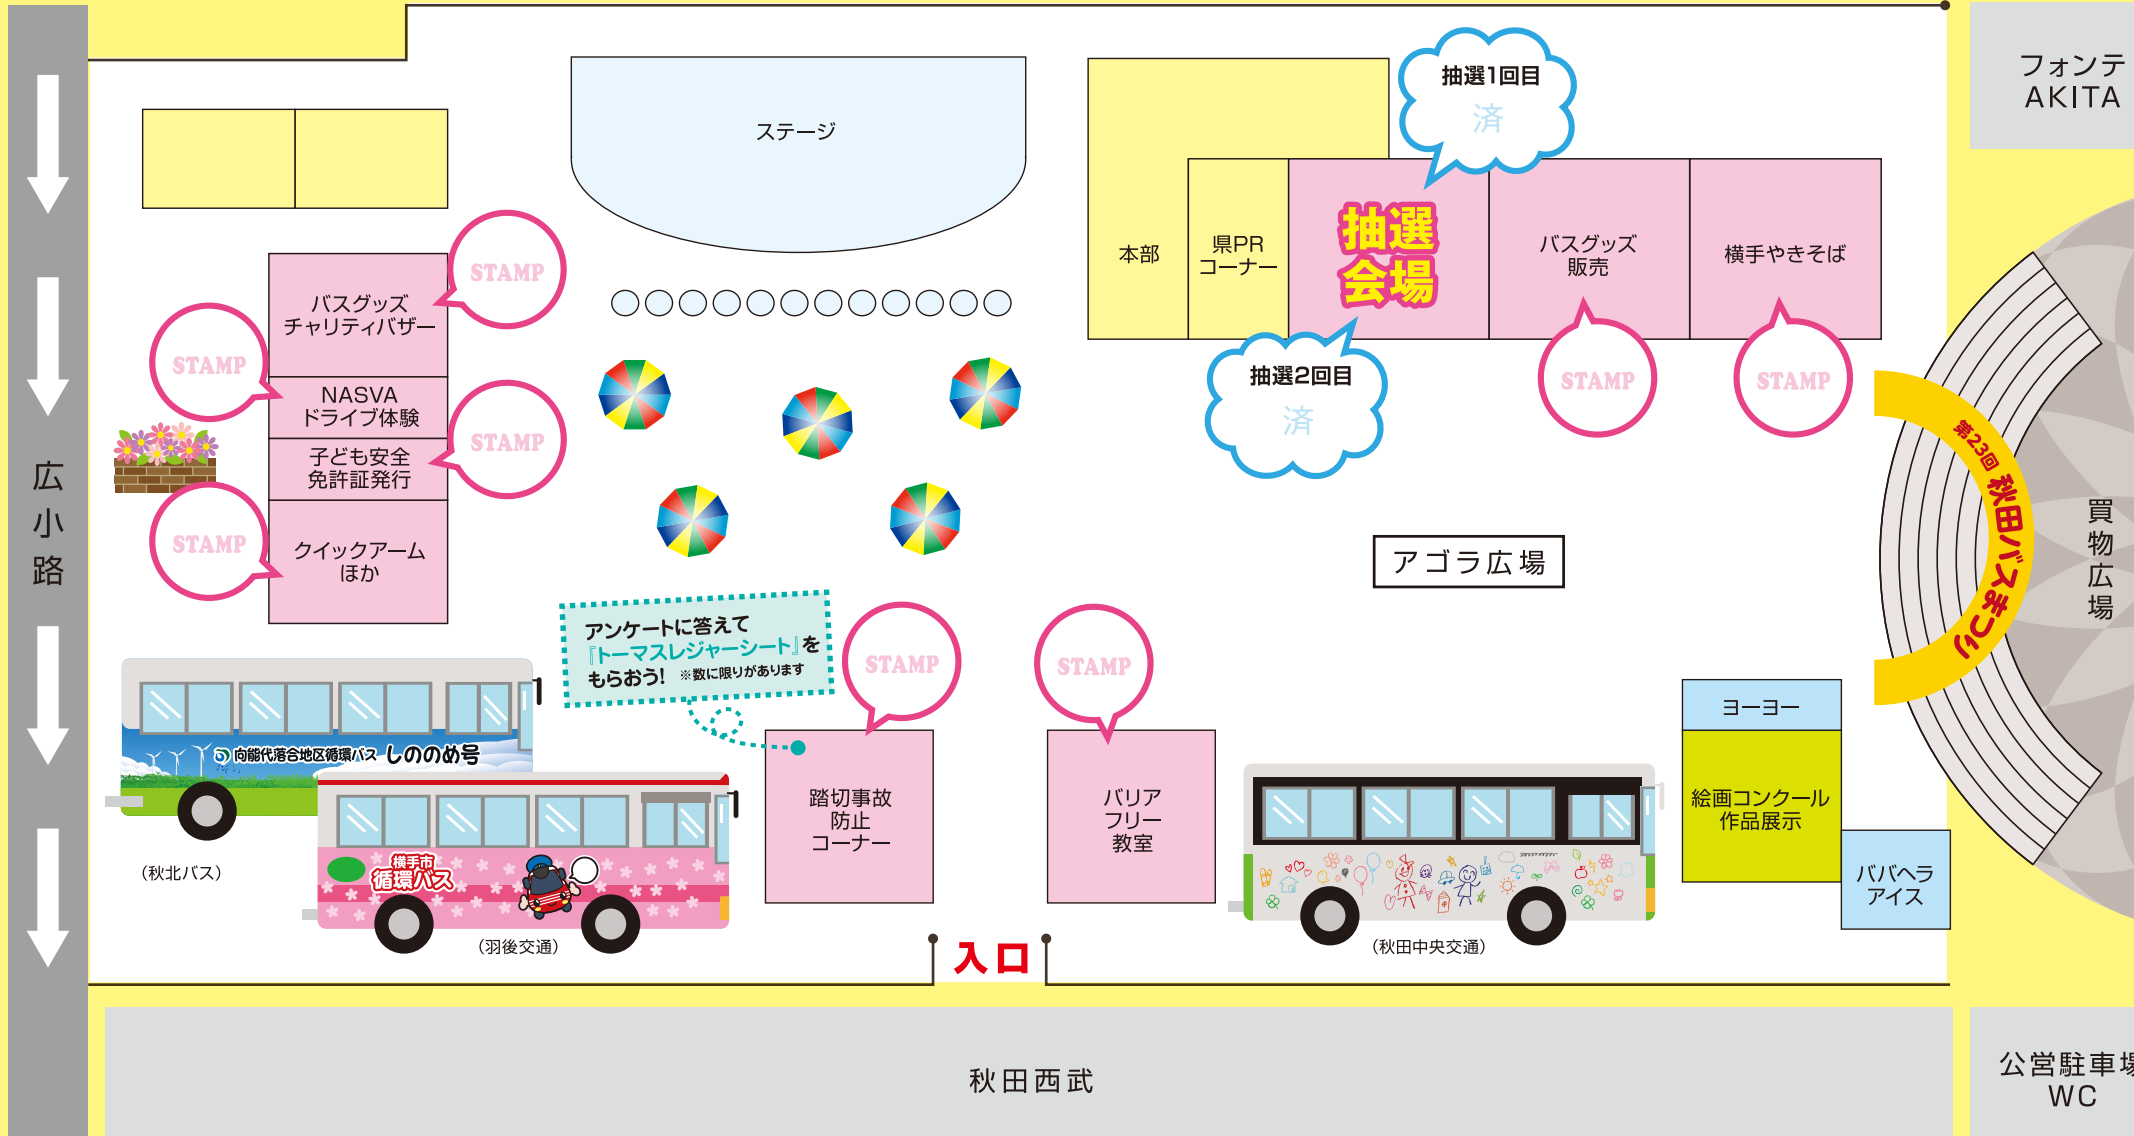 フォンテ
AKITA
抽選1回目
済
ステージ
本部
県PR
コーナー
抽選
会場
バスグッズ
販売
横手やきそば
STAMP
バスグッズ
チャリティバザー
STAMP
NASVA
ドライブ体験
STAMP
子ども安全
免許証発行
STAMP
クイックアーム
ほか
抽選2回目
済
STAMP
STAMP
第23回 秋田バスまつり
広小路
買物広場
アゴラ広場
アンケートに答えて
『トーマスレジャーシート』を
もらおう! ※数に限りがあります
STAMP
STAMP
踏切事故
防止
コーナー
バリア
フリー
教室
ヨーヨー
絵画コンクール
作品展示
ババヘラ
アイス
向能代落合地区循環バス しののめ号
(秋北バス)
横手市
循環バス
(羽後交通)
(秋田中央交通)
入口
秋田西武
公営駐車場
WC